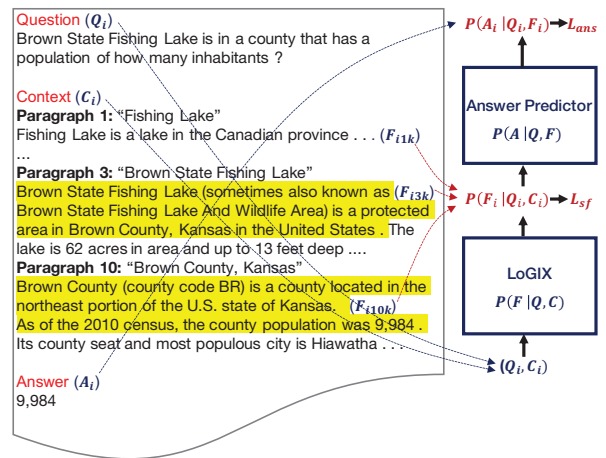 Question (Q_i)
Brown State Fishing Lake is in a county that has a
population of how many inhabitants ?
Context (C_i)
Paragraph 1: “Fishing Lake”
Fishing Lake is a lake in the Canadian province . . . (F_{i1k})
...
Paragraph 3: “Brown State Fishing Lake”
Brown State Fishing Lake (sometimes also known as (F_{i3k})
Brown State Fishing Lake And Wildlife Area) is a protected
area in Brown County, Kansas in the United States . The
lake is 62 acres in area and up to 13 feet deep ....
Paragraph 10: “Brown County, Kansas”
Brown County (county code BR) is a county located in the
northeast portion of the U.S. state of Kansas. (F_{i10k})
As of the 2010 census, the county population was 9,984 .
Its county seat and most populous city is Hiawatha . . .
Answer (A_i)
9,984
P(A_i |Q_i, F_i) → L_ans
Answer Predictor
P(A |Q, F)
P(F_i |Q_i, C_i) → L_sf
LoGIX
P(F |Q, C)
(Q_i, C_i)